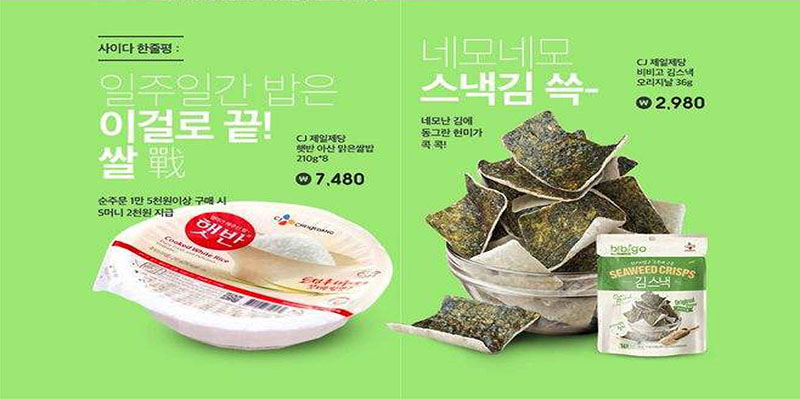 사이다 한줄평 :
일주일간 밥은
이걸로 끝!
쌀 戰
CJ 제일제당
햇반 아산 맑은쌀밥
210g*8
₩ 7,480
순주문 1만 5천원이상 구매 시
S머니 2천원 지급
햇반
CJ CHEILJEDANG
Cooked White Rice
네모네모
스낵김 쓱-
CJ 제일제당
비비고 김스낵
오리지날 36g
₩ 2,980
네모난 김에
동그란 현미가
콕 콕!
bibigo
SEAWEED CRISPS
김스낵
Original